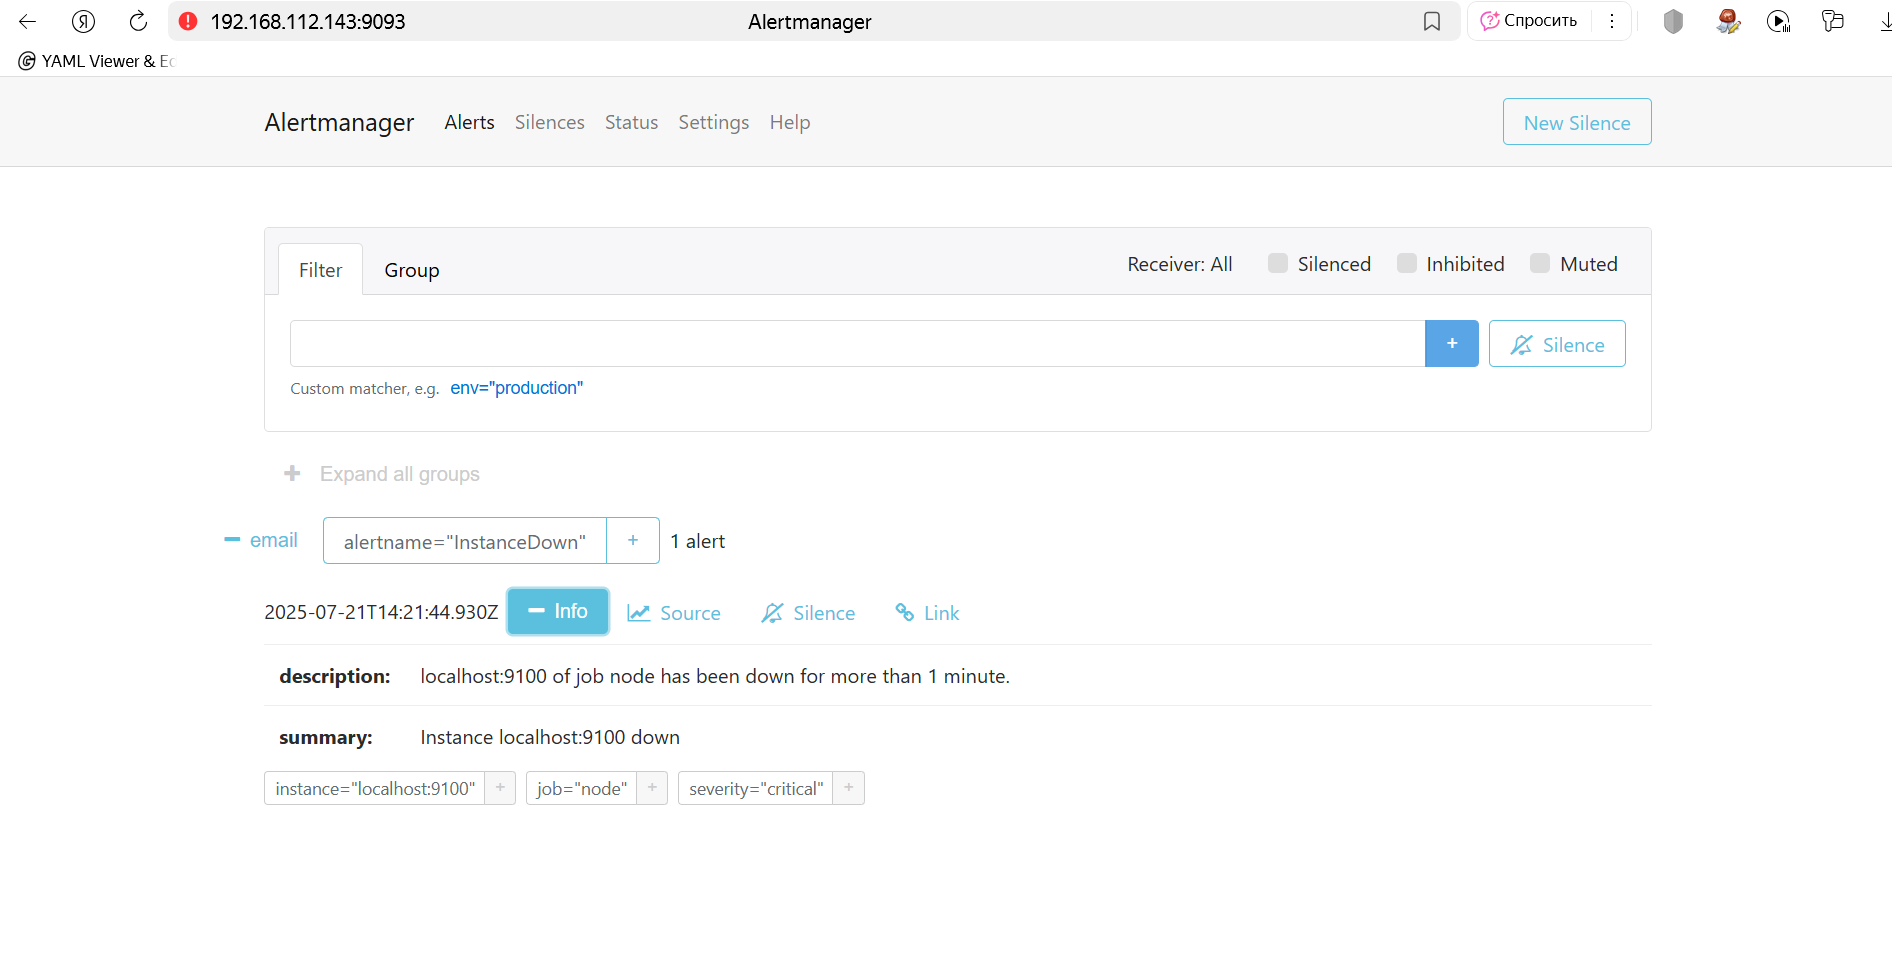 192.168.112.143:9093 Alertmanager Спросить
YAML Viewer & Ed
Alertmanager Alerts Silences Status Settings Help New Silence
Filter Group Receiver: All Silenced Inhibited Muted
+ Silence
Custom matcher, e.g. env="production"
+ Expand all groups
− email alertname="InstanceDown" + 1 alert
2025-07-21T14:21:44.930Z − Info Source Silence Link
description: localhost:9100 of job node has been down for more than 1 minute.
summary: Instance localhost:9100 down
instance="localhost:9100" + job="node" + severity="critical" +